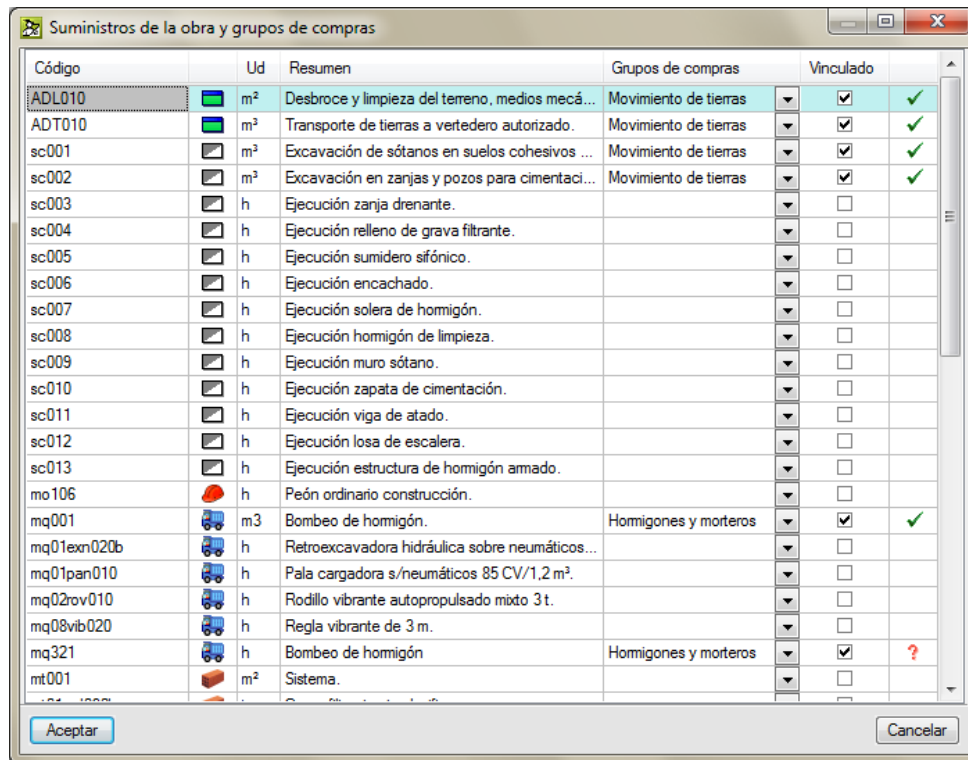 Suministros de la obra y grupos de compras
Código Ud Resumen Grupos de compras Vinculado
ADL010 m² Desbroce y limpieza del terreno, medios mecá... Movimiento de tierras
ADT010 m³ Transporte de tierras a vertedero autorizado. Movimiento de tierras
sc001 m³ Excavación de sótanos en suelos cohesivos ... Movimiento de tierras
sc002 m³ Excavación en zanjas y pozos para cimentaci... Movimiento de tierras
sc003 h Ejecución zanja drenante.
sc004 h Ejecución relleno de grava filtrante.
sc005 h Ejecución sumidero sifónico.
sc006 h Ejecución encachado.
sc007 h Ejecución solera de hormigón.
sc008 h Ejecución hormigón de limpieza.
sc009 h Ejecución muro sótano.
sc010 h Ejecución zapata de cimentación.
sc011 h Ejecución viga de atado.
sc012 h Ejecución losa de escalera.
sc013 h Ejecución estructura de hormigón armado.
mo106 h Peón ordinario construcción.
mq001 m3 Bombeo de hormigón. Hormigones y morteros
mq01exn020b h Retroexcavadora hidráulica sobre neumáticos...
mq01pan010 h Pala cargadora s/neumáticos 85 CV/1,2 m³.
mq02rov010 h Rodillo vibrante autopropulsado mixto 3 t.
mq08vib020 h Regla vibrante de 3 m.
mq321 h Bombeo de hormigón Hormigones y morteros
mt001 m² Sistema.
Aceptar Cancelar